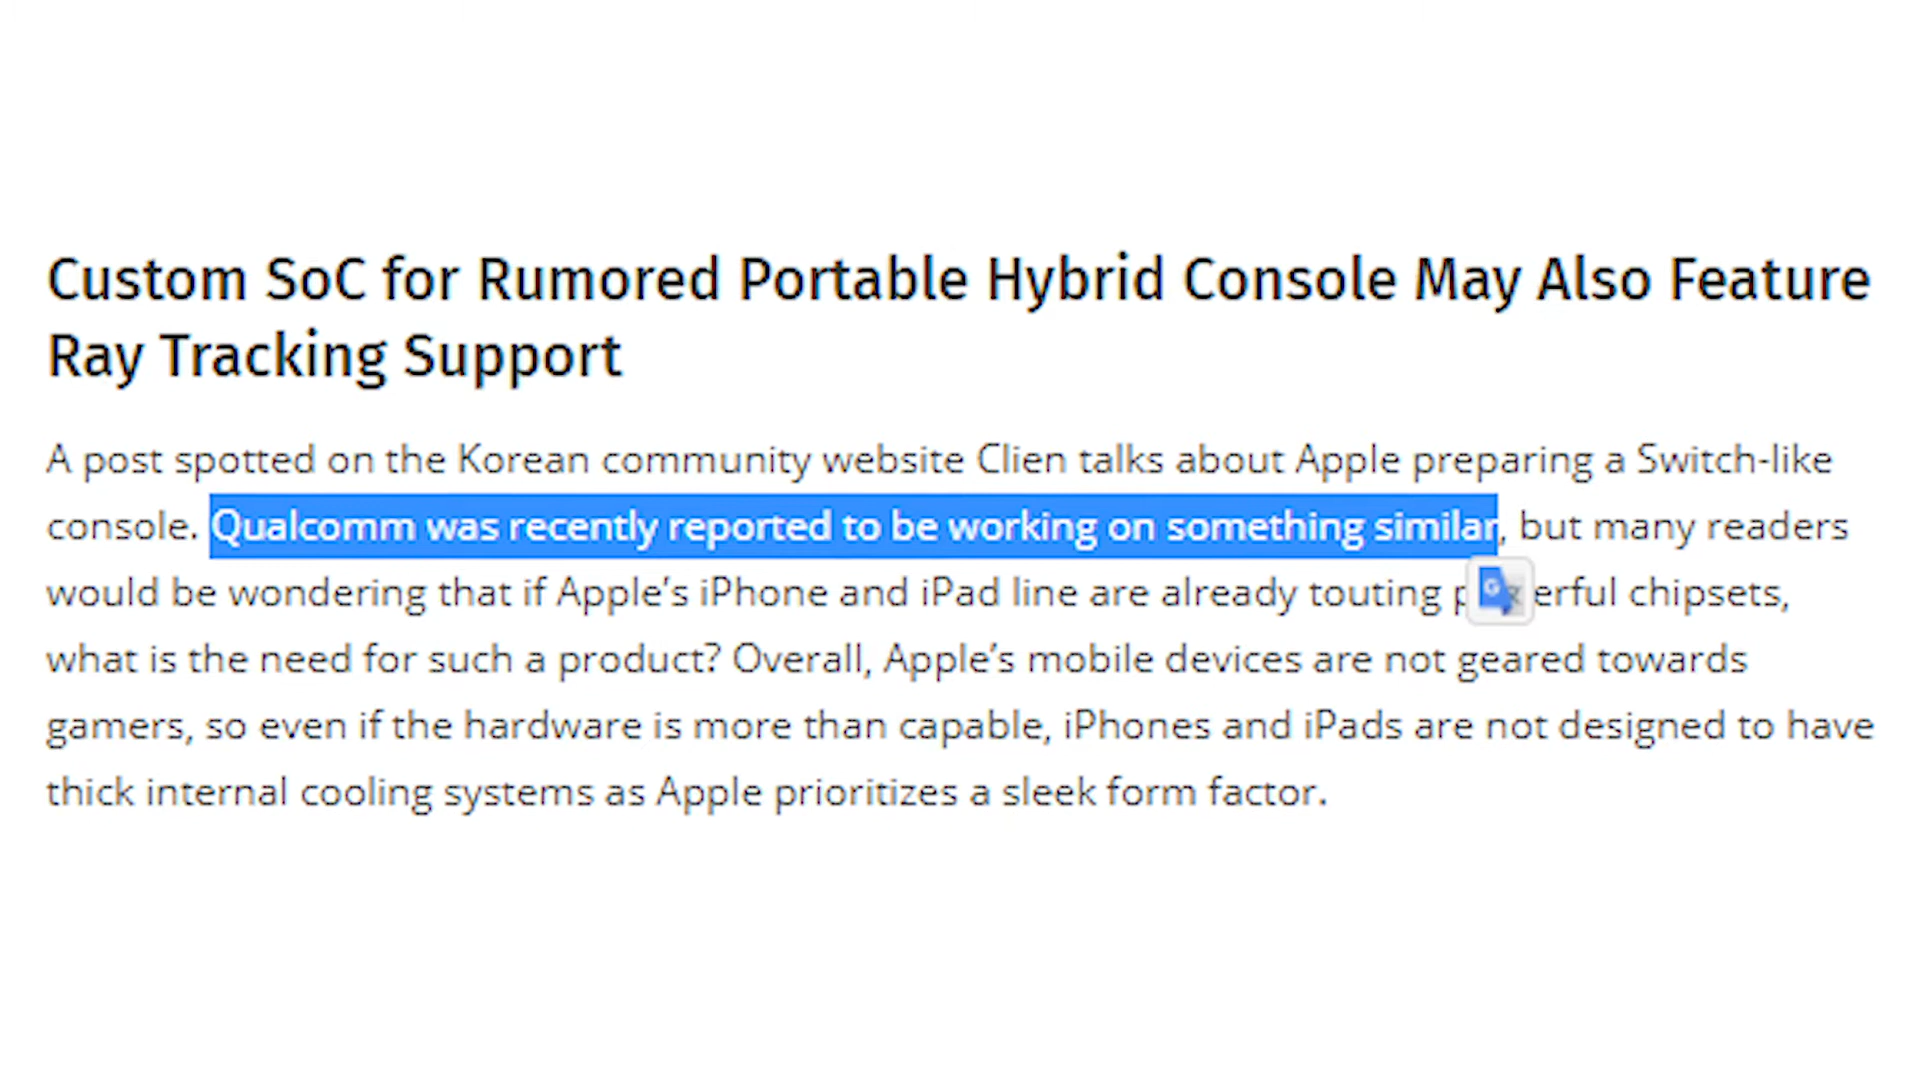 Custom SoC for Rumored Portable Hybrid Console May Also Feature
Ray Tracking Support
A post spotted on the Korean community website Clien talks about Apple preparing a Switch-like
console. Qualcomm was recently reported to be working on something similar, but many readers
would be wondering that if Apple’s iPhone and iPad line are already touting p erful chipsets,
what is the need for such a product? Overall, Apple’s mobile devices are not geared towards
gamers, so even if the hardware is more than capable, iPhones and iPads are not designed to have
thick internal cooling systems as Apple prioritizes a sleek form factor.